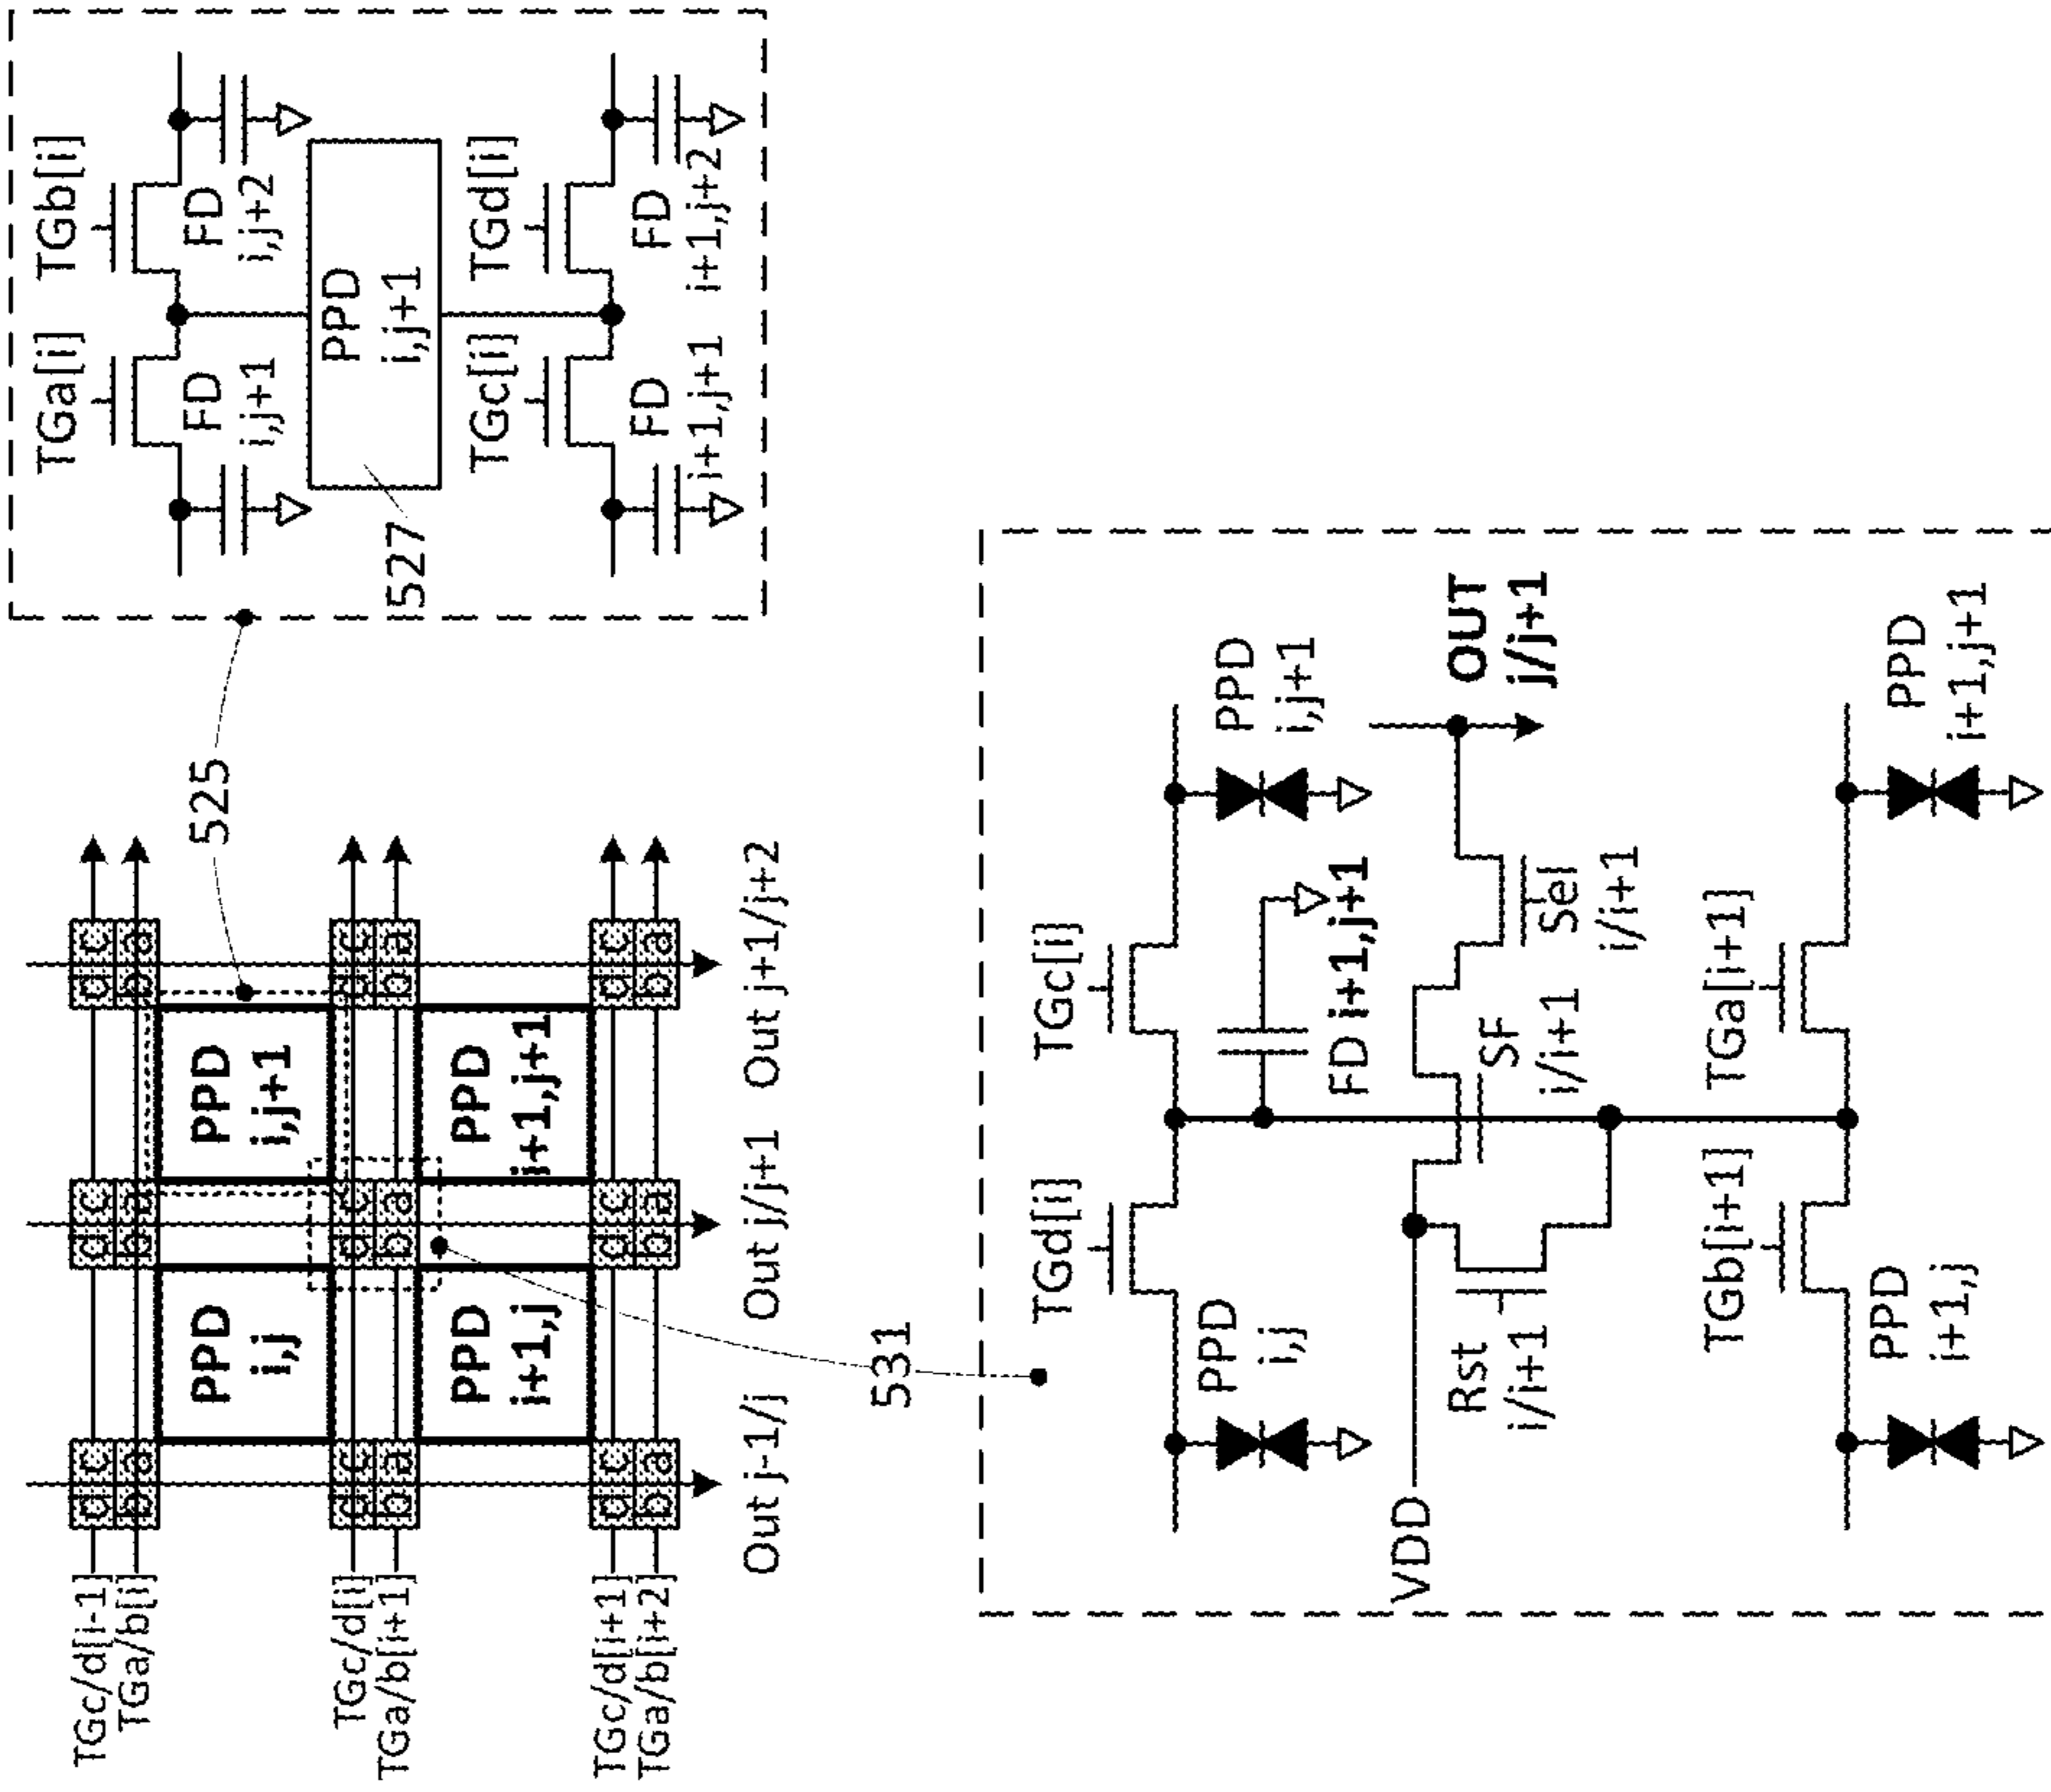 TGc/d[i-1] d c d c d c
TGa/b[i] b a b a b a
PPD i,j
PPD i,j+1
TGc/d[i] d c d c d c
TGa/b[i+1] b a b a b a
PPD i+1,j
PPD i+1,j+1
TGc/d[i+1] d c d c d c
TGa/b[i+2] b a b a b a
Out j-1/j Out j/j+1 Out j+1/j+2
525
TGa[i] TGb[i]
FD
i,j+1
FD
i,j+2
PPD
i,j+1
527
TGc[i] TGd[i]
FD
i+1,j+1
FD
i+1,j+2
531
TGd[i] TGc[i]
PPD
i,j
PPD
i,j+1
FD i+1,j+1
VDD
OUT
j/j+1
Rst
i/i+1
SF
i/i+1
Sel
i/i+1
TGb[i+1] TGa[i+1]
PPD
i+1,j
PPD
i+1,j+1